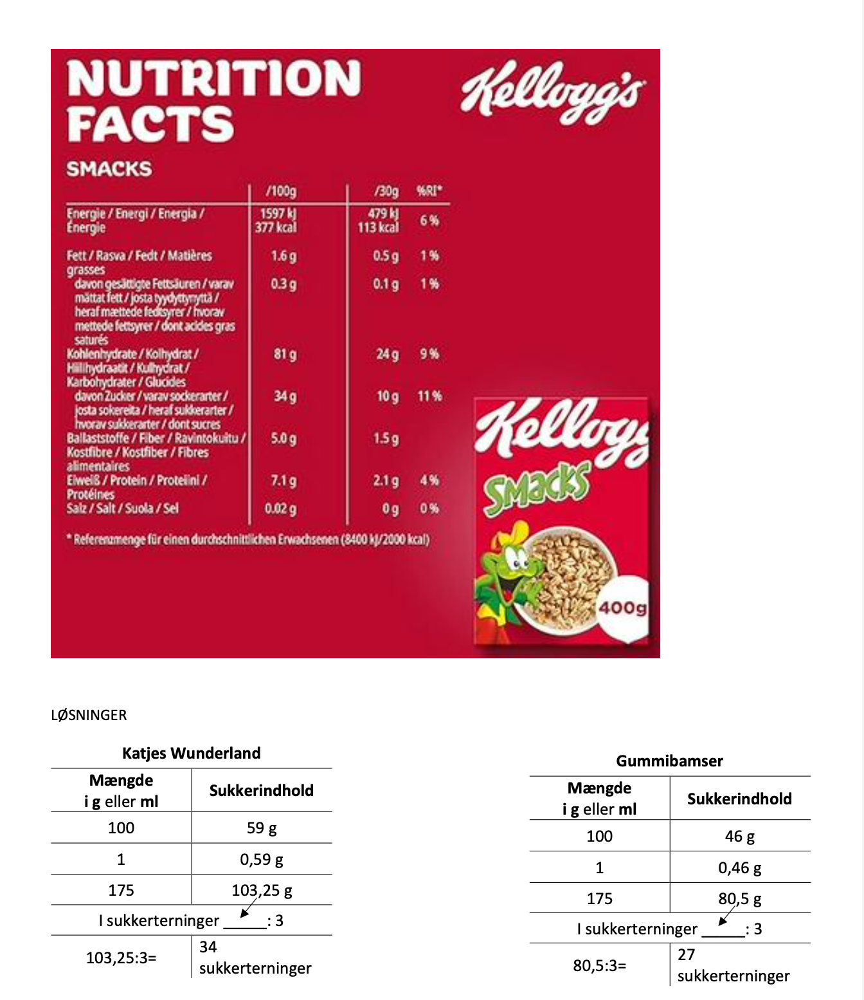 NUTRITION
FACTS
Kellogg's
SMACKS
/100g /30g %RI*
Energie / Energi / Energia / 1597 kJ 479 kJ 6 %
Énergie 377 kcal 113 kcal
Fett / Rasva / Fedt / Matières 1.6 g 0.5 g 1 %
grasses
davon gesättigte Fettsäuren / varav 0.3 g 0.1 g 1 %
mättat fett / josta tyydyttynyttä /
heraf mættede fedtsyrer / hvorav
mettede fettsyrer / dont acides gras
saturés
Kohlenhydrate / Kolhydrat / 81 g 24 g 9 %
Hiilihydraatit / Kulhydrat /
Karbohydrater / Glucides
davon Zucker / varav sockerarter / 34 g 10 g 11 %
josta sokereita / heraf sukkerarter /
hvorav sukkerarter / dont sucres
Ballaststoffe / Fiber / Ravintokuitu / 5.0 g 1.5 g
Kostfibre / Kostfiber / Fibres
alimentaires
Eiweiß / Protein / Proteiini / 7.1 g 2.1 g 4 %
Protéines
Salz / Salt / Suola / Sel 0.02 g 0 g 0 %
* Referenzmenge für einen durchschnittlichen Erwachsenen (8400 kJ/2000 kcal)
Kellogg
SMacks
400g
LØSNINGER
Katjes Wunderland
Mængde
i g eller ml
Sukkerindhold
100 59 g
1 0,59 g
175 103,25 g
I sukkerterninger _____: 3
103,25:3=
34
sukkerterninger
Gummibamser
Mængde
i g eller ml
Sukkerindhold
100 46 g
1 0,46 g
175 80,5 g
I sukkerterninger _____: 3
80,5:3=
27
sukkerterninger